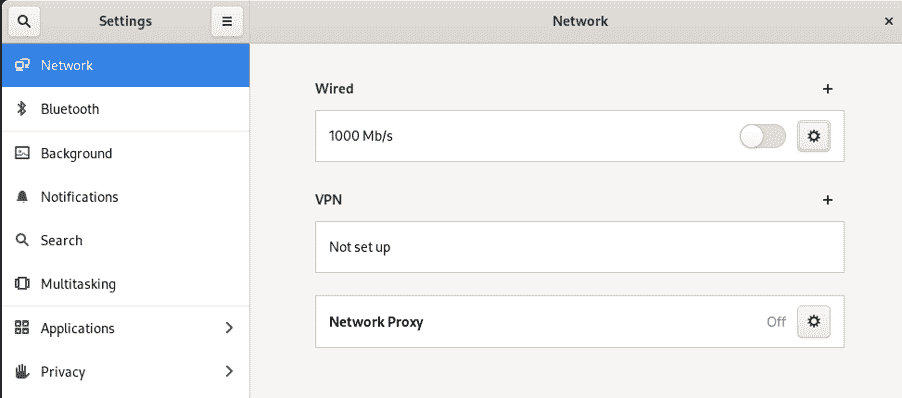 Settings
Network
Network
Bluetooth
Background
Notifications
Search
Multitasking
Applications
Privacy
Wired
1000 Mb/s
VPN
Not set up
Network Proxy Off